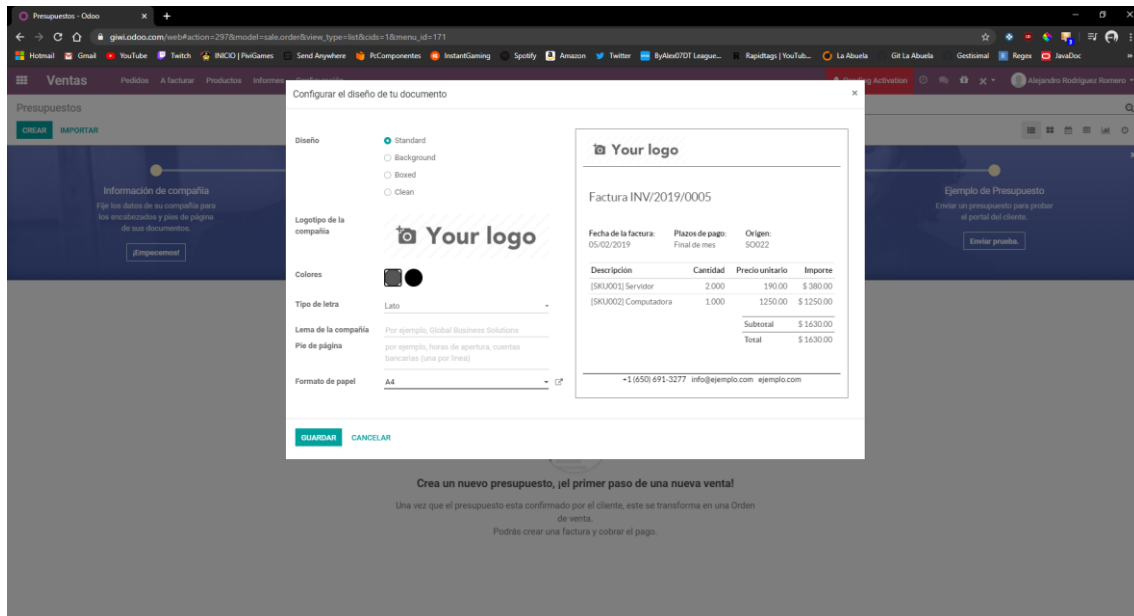 Presupuestos - Odoo
giwi.odoo.com/web#action=297&model=sale.order&view_type=list&cids=1&menu_id=171
Hotmail Gmail YouTube Twitch INICIO | PiviGames Send Anywhere PcComponentes InstantGaming Spotify Amazon Twitter ByAlex07DT League... Rapidtags | YouTub... La Abuela Git La Abuela Gestisimal Regex JavaDoc
Ventas Pedidos A facturar Productos Informes Activation Alejandro Rodríguez Romero
Presupuestos
CREAR IMPORTAR
Configurar el diseño de tu documento
Diseño
Standard
Background
Boxed
Clean
Logotipo de la compañía
Your logo
Colores
Tipo de letra Lato
Lema de la compañía Por ejemplo, Global Business Solutions
Pie de página por ejemplo, horas de apertura, cuentas
bancarias (una por línea)
Formato de papel A4
GUARDAR CANCELAR
Your logo
Factura INV/2019/0005
Fecha de la factura: Plazos de pago: Origen:
05/02/2019 Final de mes SO022
Descripción Cantidad Precio unitario Importe
[SKU001] Servidor 2.000 190.00 $ 380.00
[SKU002] Computadora 1.000 1250.00 $ 1250.00
Subtotal $ 1630.00
Total $ 1630.00
+1 (650) 691-3277 info@ejemplo.com ejemplo.com
Información de compañía
Fije los datos de su compañía para
los encabezados y pies de página
de sus documentos.
¡Empecemos!
Ejemplo de Presupuesto
Enviar un presupuesto para probar
el portal del cliente.
Enviar prueba.
Crea un nuevo presupuesto, ¡el primer paso de una nueva venta!
Una vez que el presupuesto esta confirmado por el cliente, este se transforma en una Orden
de venta.
Podrás crear una factura y cobrar el pago.